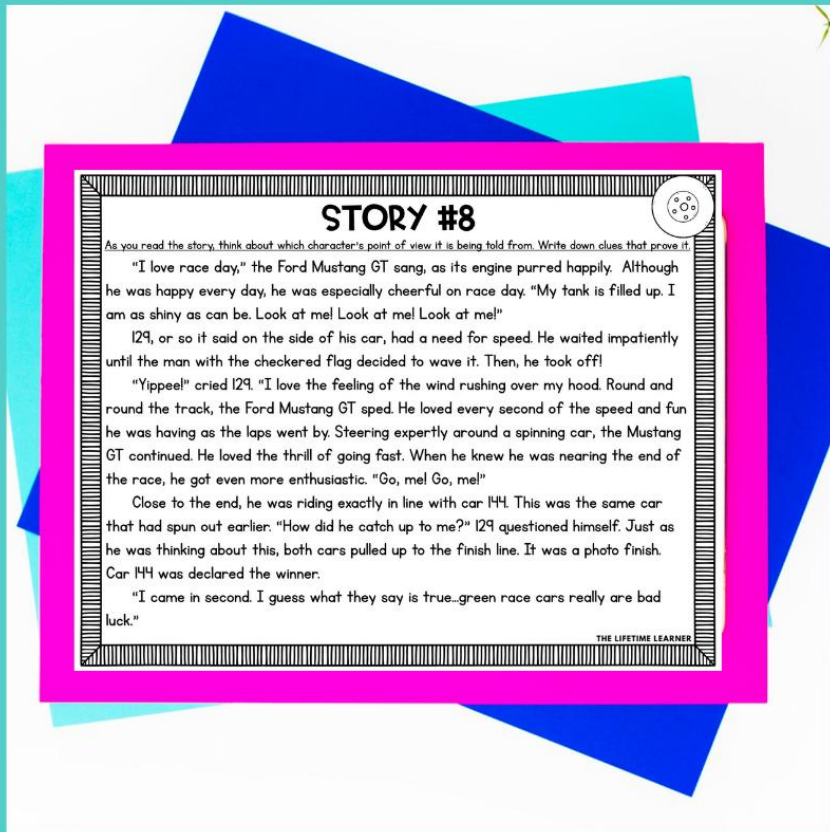 STORY #8
As you read the story, think about which character's point of view it is being told from. Write down clues that prove it.
"I love race day," the Ford Mustang GT sang, as its engine purred happily. Although
he was happy every day, he was especially cheerful on race day. "My tank is filled up. I
am as shiny as can be. Look at me! Look at me! Look at me!"
129, or so it said on the side of his car, had a need for speed. He waited impatiently
until the man with the checkered flag decided to wave it. Then, he took off!
"Yippee!" cried 129. "I love the feeling of the wind rushing over my hood. Round and
round the track, the Ford Mustang GT sped. He loved every second of the speed and fun
he was having as the laps went by. Steering expertly around a spinning car, the Mustang
GT continued. He loved the thrill of going fast. When he knew he was nearing the end of
the race, he got even more enthusiastic. "Go, me! Go, me!"
Close to the end, he was riding exactly in line with car 144. This was the same car
that had spun out earlier. "How did he catch up to me?" 129 questioned himself. Just as
he was thinking about this, both cars pulled up to the finish line. It was a photo finish.
Car 144 was declared the winner.
"I came in second. I guess what they say is true...green race cars really are bad
luck."
THE LIFETIME LEARNER